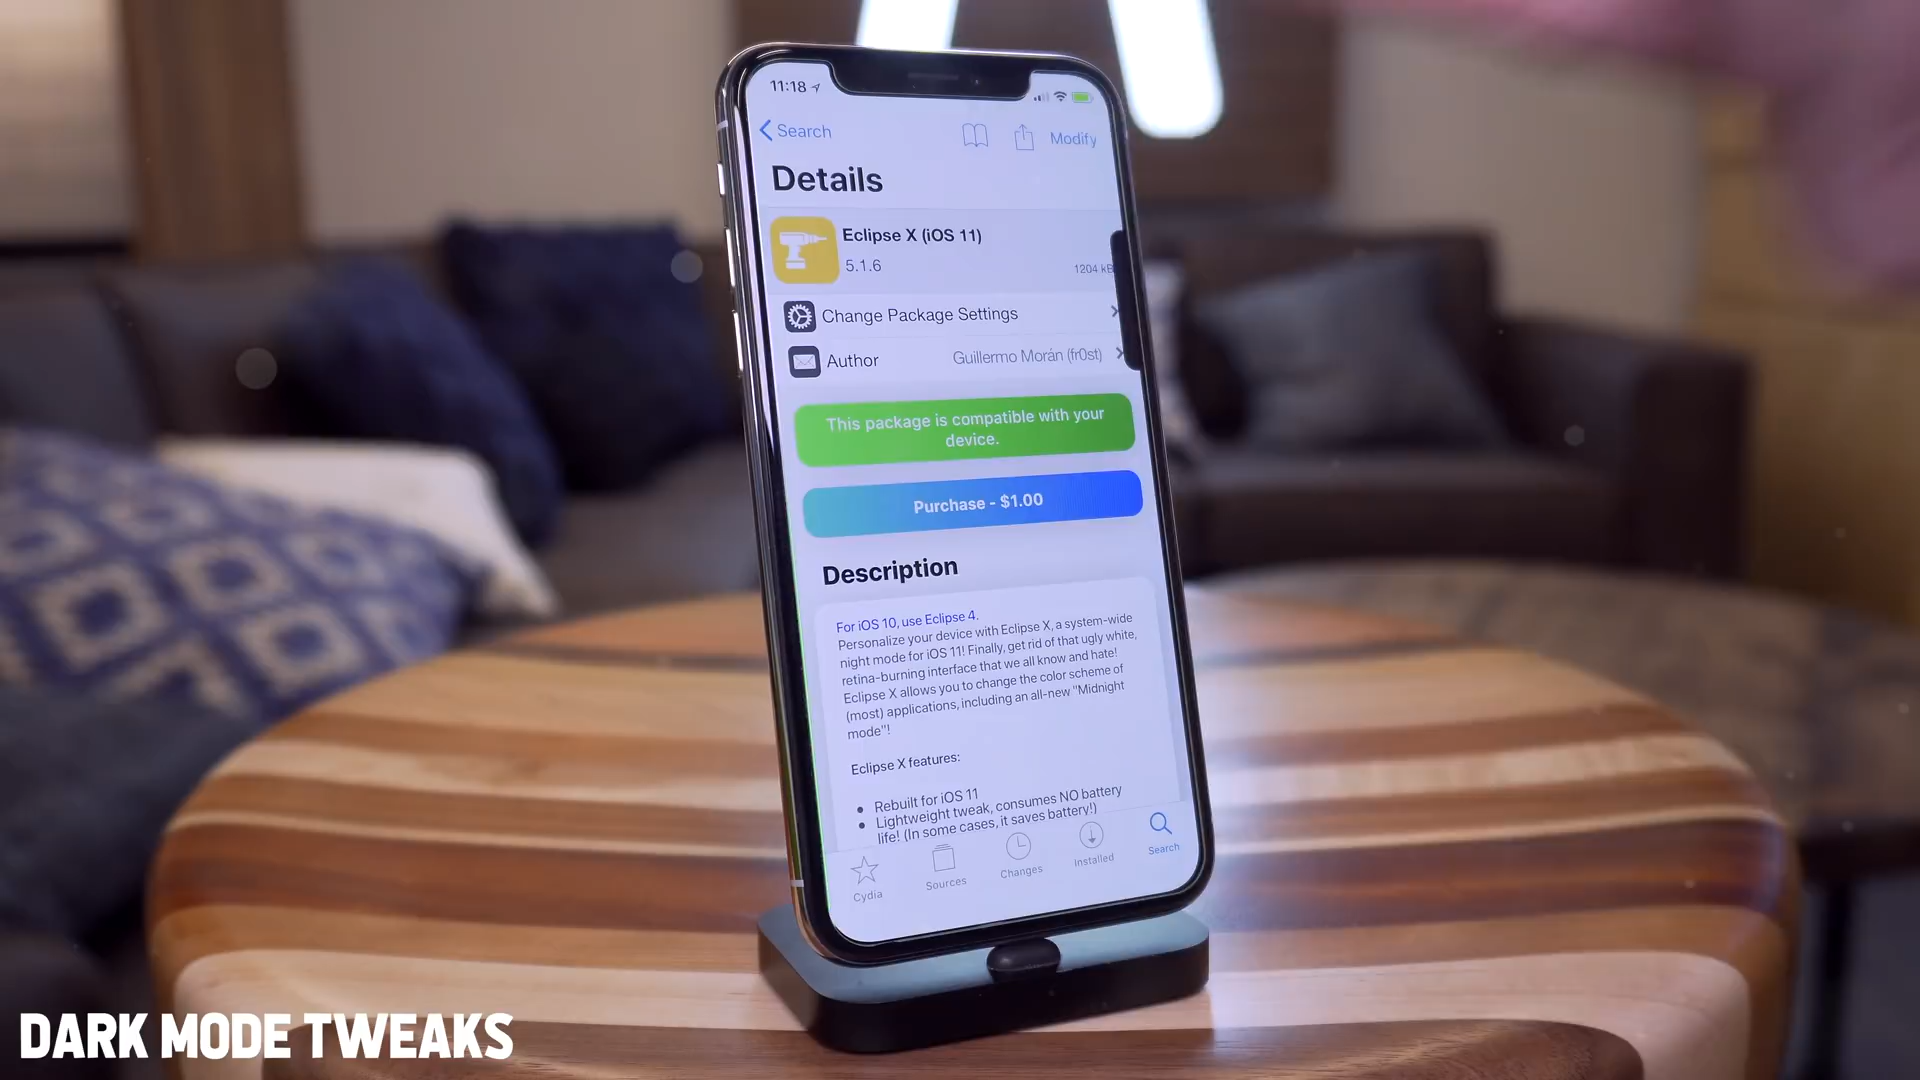 11:18
Search
Modify
Details
Eclipse X (iOS 11)
5.1.6
1204 kB
Change Package Settings
Author
Guillermo Morán (fr0st)
This package is compatible with your
device.
Purchase - $1.00
Description
For iOS 10, use Eclipse 4.
Personalize your device with Eclipse X, a system-wide
night mode for iOS 11! Finally, get rid of that ugly white,
retina-burning interface that we all know and hate!
Eclipse X allows you to change the color scheme of
(most) applications, including an all-new "Midnight
mode"!
Eclipse X features:
• Rebuilt for iOS 11
• Lightweight tweak, consumes NO battery
life! (In some cases, it saves battery!)
Cydia
Sources
Changes
Installed
Search
DARK MODE TWEAKS